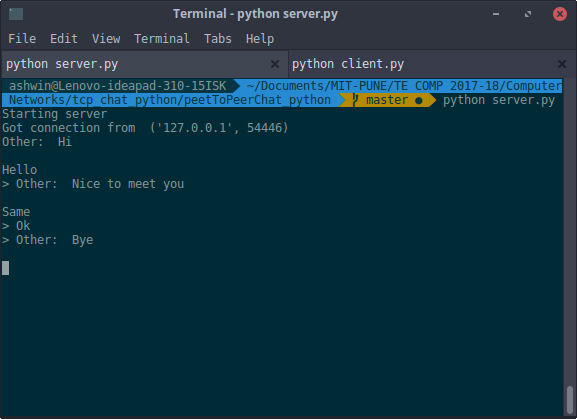 Terminal - python server.py
File Edit View Terminal Tabs Help
python server.py × python client.py ×
ashwin@Lenovo-ideapad-310-15ISK ~/Documents/MIT-PUNE/TE COMP 2017-18/Computer
Networks/tcp chat python/peetToPeerChat python master ● python server.py
Starting server
Got connection from ('127.0.0.1', 54446)
Other: Hi
Hello
> Other: Nice to meet you
Same
> Ok
> Other: Bye